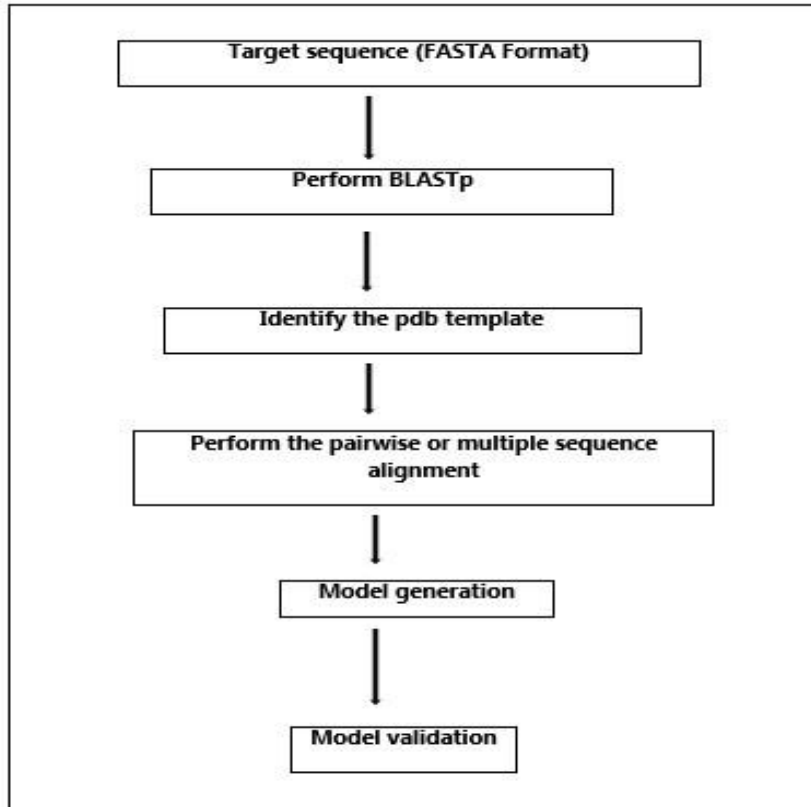 Target sequence (FASTA Format)
Perform BLASTp
Identify the pdb template
Perform the pairwise or multiple sequence
alignment
Model generation
Model validation